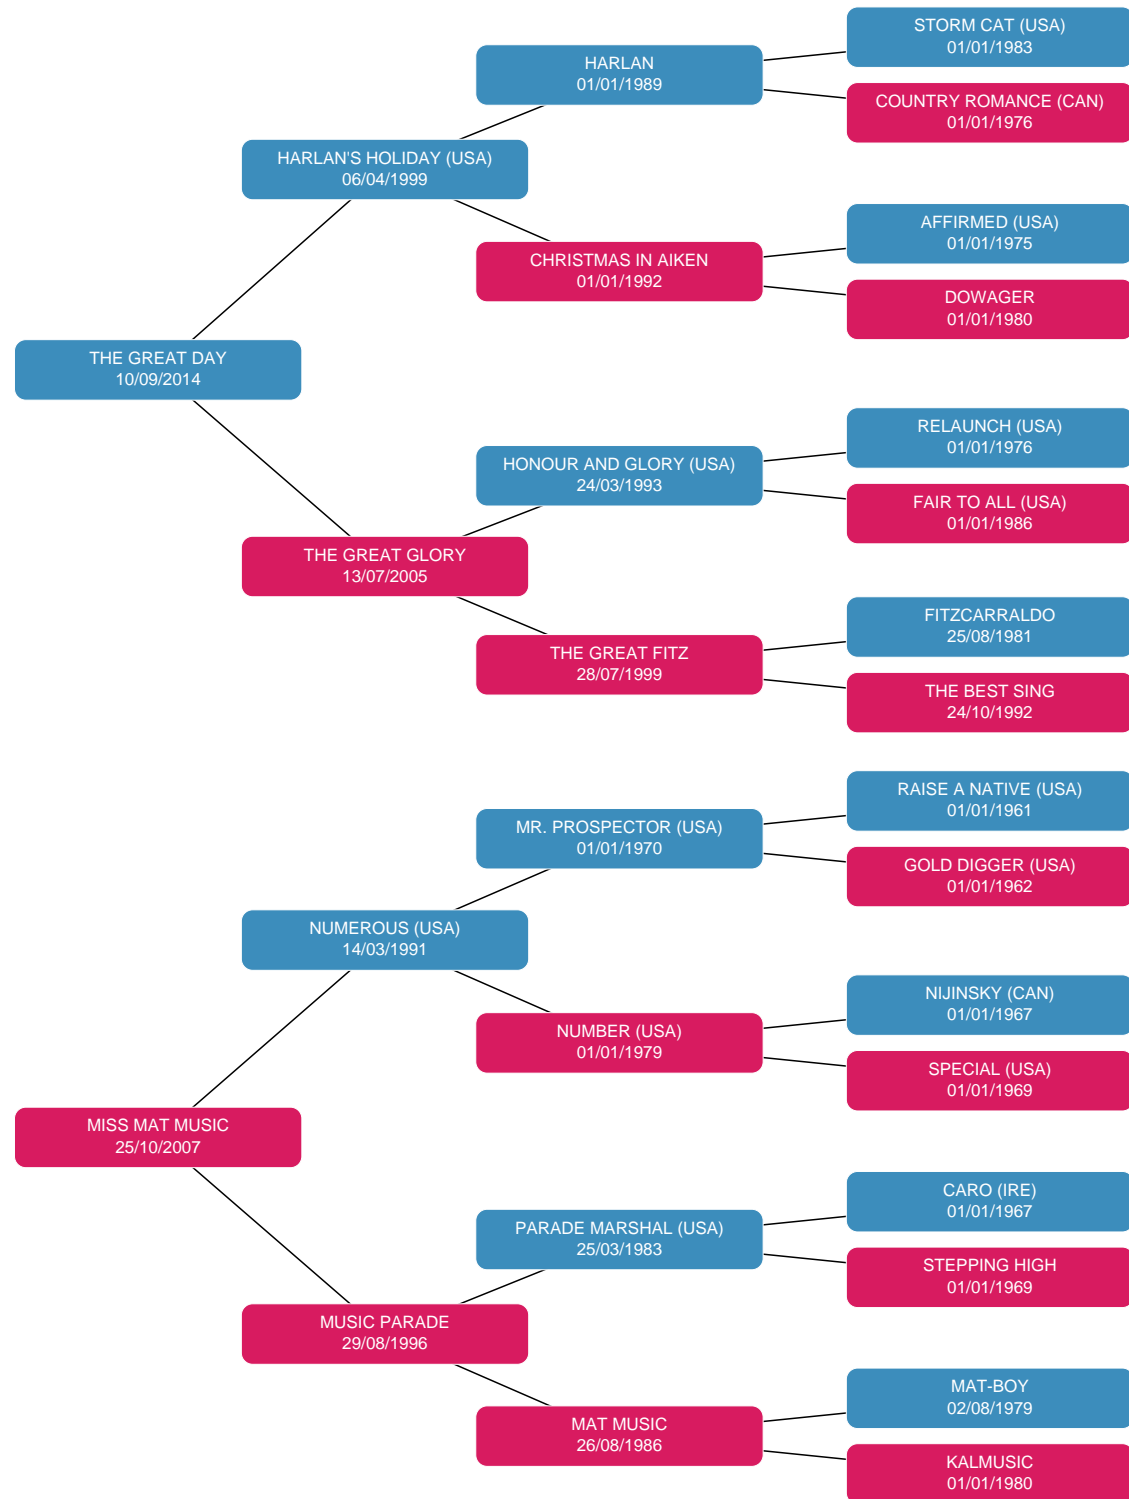 STORM CAT (USA)
01/01/1983
HARLAN
01/01/1989
COUNTRY ROMANCE (CAN)
01/01/1976
HARLAN'S HOLIDAY (USA)
06/04/1999
AFFIRMED (USA)
01/01/1975
CHRISTMAS IN AIKEN
01/01/1992
DOWAGER
01/01/1980
THE GREAT DAY
10/09/2014
RELAUNCH (USA)
01/01/1976
HONOUR AND GLORY (USA)
24/03/1993
FAIR TO ALL (USA)
01/01/1986
THE GREAT GLORY
13/07/2005
FITZCARRALDO
25/08/1981
THE GREAT FITZ
28/07/1999
THE BEST SING
24/10/1992
RAISE A NATIVE (USA)
01/01/1961
MR. PROSPECTOR (USA)
01/01/1970
GOLD DIGGER (USA)
01/01/1962
NUMEROUS (USA)
14/03/1991
NIJINSKY (CAN)
01/01/1967
NUMBER (USA)
01/01/1979
SPECIAL (USA)
01/01/1969
MISS MAT MUSIC
25/10/2007
CARO (IRE)
01/01/1967
PARADE MARSHAL (USA)
25/03/1983
STEPPING HIGH
01/01/1969
MUSIC PARADE
29/08/1996
MAT-BOY
02/08/1979
MAT MUSIC
26/08/1986
KALMUSIC
01/01/1980